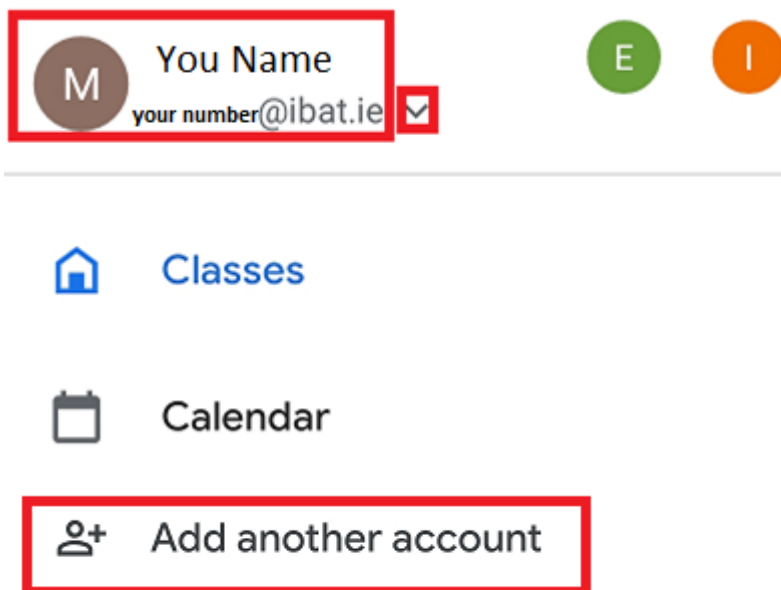 M You Name E I
your number@ibat.ie
Classes
Calendar
Add another account